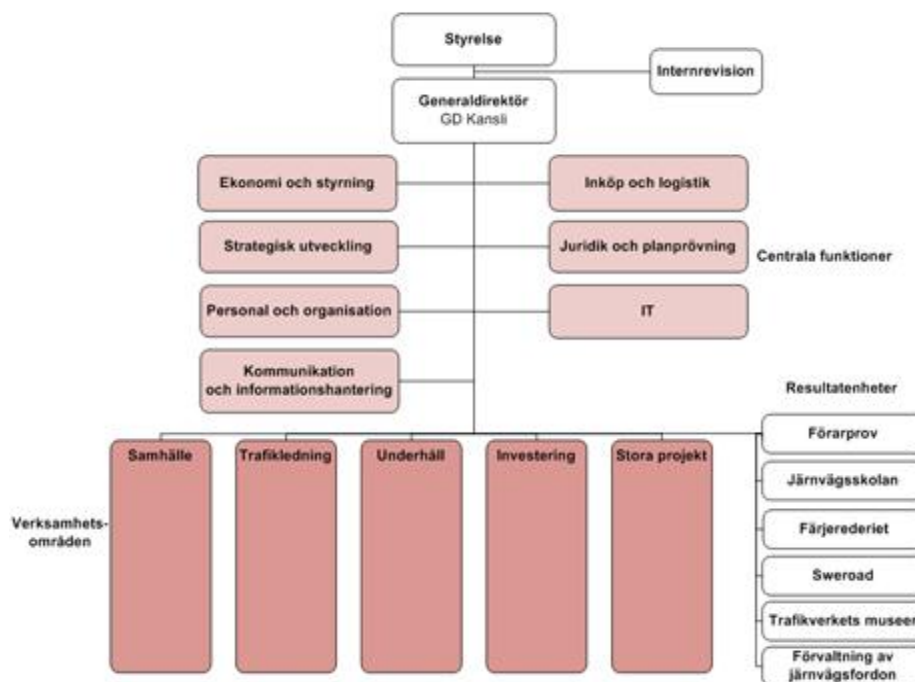 Styrelse
Internrevision
Generaldirektör
GD Kansli
Ekonomi och styrning
Inköp och logistik
Strategisk utveckling
Juridik och planprövning
Centrala funktioner
Personal och organisation
IT
Kommunikation
och informationshantering
Resultatenheter
Samhälle
Trafikledning
Underhåll
Investering
Stora projekt
Förarprov
Järnvägsskolan
Verksamhets-
områden
Färjerederiet
Sweroad
Trafikverkets museer
Förvaltning av
järnvägsfordon